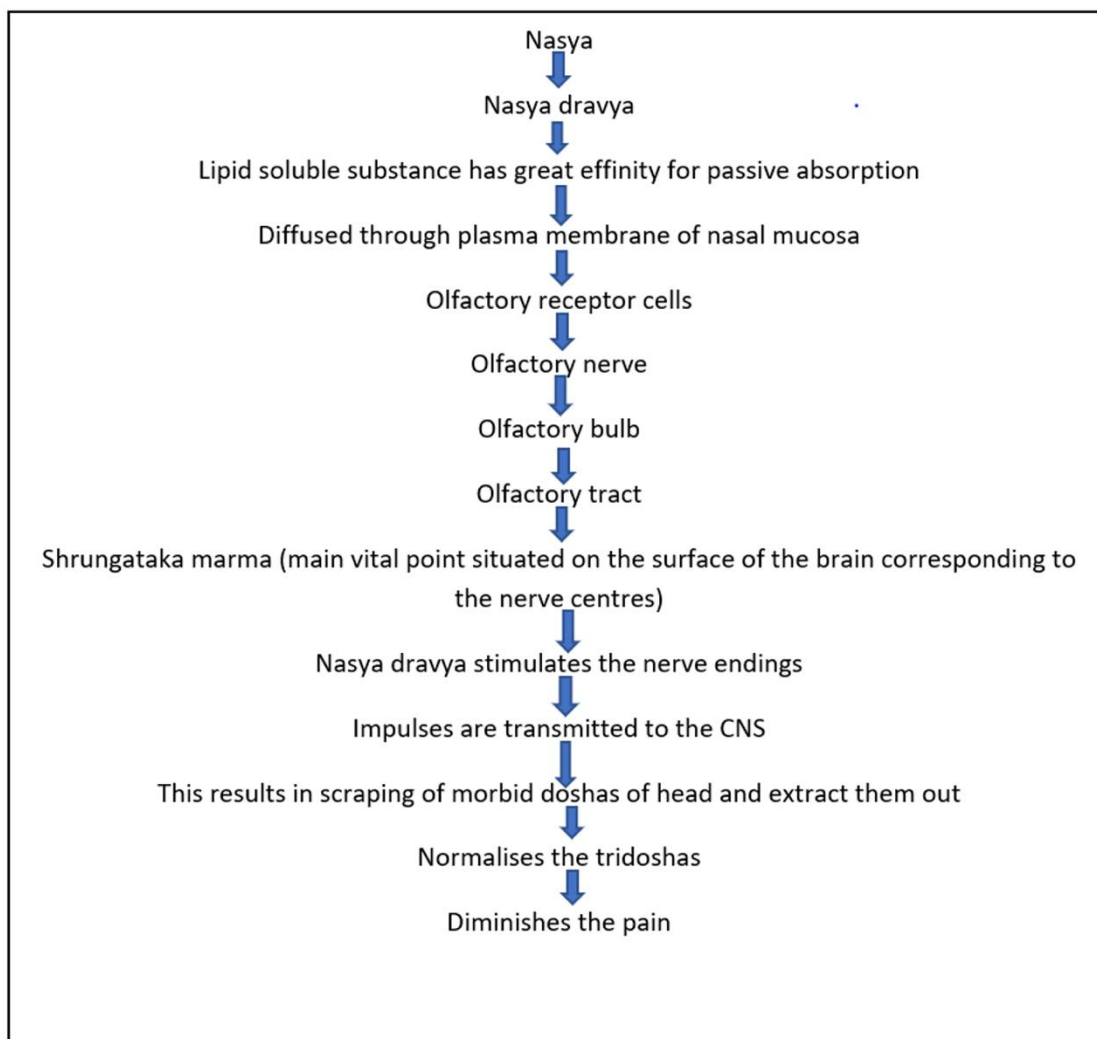 Nasya
Nasya dravya
Lipid soluble substance has great effinity for passive absorption
Diffused through plasma membrane of nasal mucosa
Olfactory receptor cells
Olfactory nerve
Olfactory bulb
Olfactory tract
Shrungataka marma (main vital point situated on the surface of the brain corresponding to
the nerve centres)
Nasya dravya stimulates the nerve endings
Impulses are transmitted to the CNS
This results in scraping of morbid doshas of head and extract them out
Normalises the tridoshas
Diminishes the pain